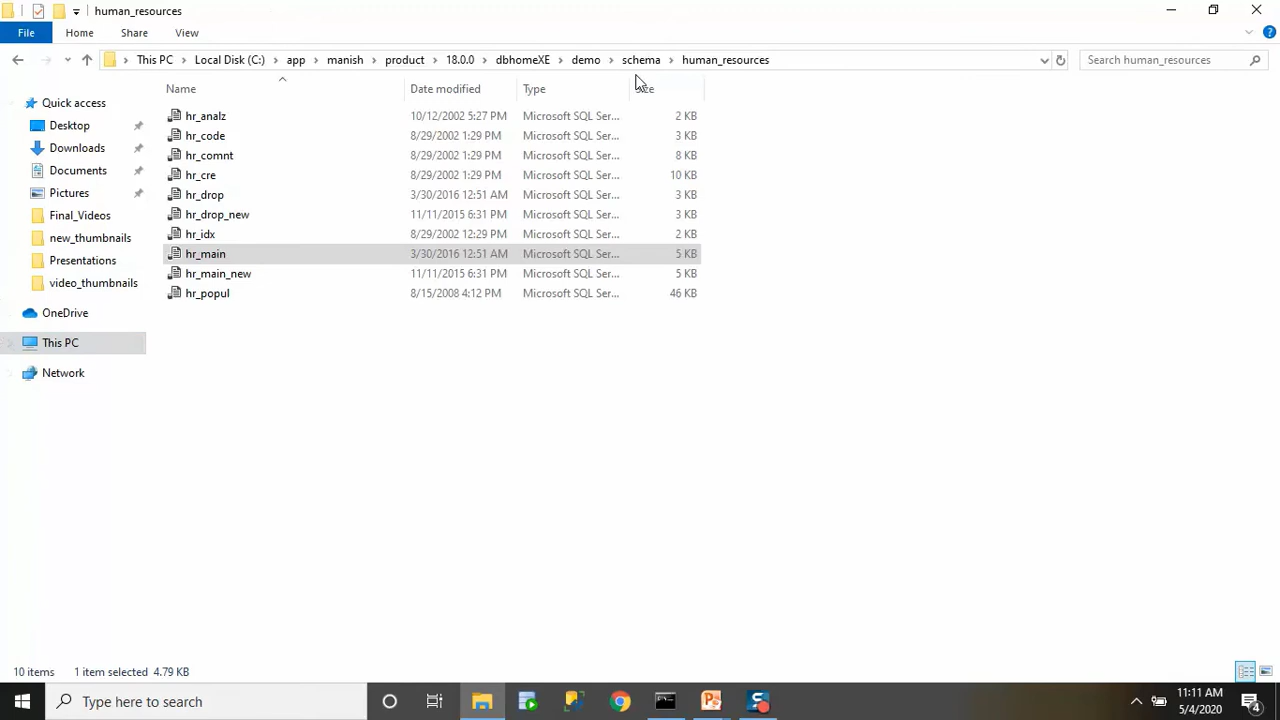 human_resources
File Home Share View
This PC Local Disk (C:) app manish product 18.0.0 dbhomeXE demo schema human_resources Search human_resources
Name Date modified Type
Quick access
Desktop
Downloads
Documents
Pictures
Final_Videos
new_thumbnails
Presentations
video_thumbnails
OneDrive
This PC
Network
hr_analz 10/12/2002 5:27 PM Microsoft SQL Ser... 2 KB
hr_code 8/29/2002 1:29 PM Microsoft SQL Ser... 3 KB
hr_comnt 8/29/2002 1:29 PM Microsoft SQL Ser... 8 KB
hr_cre 8/29/2002 1:29 PM Microsoft SQL Ser... 10 KB
hr_drop 3/30/2016 12:51 AM Microsoft SQL Ser... 3 KB
hr_drop_new 11/11/2015 6:31 PM Microsoft SQL Ser... 3 KB
hr_idx 8/29/2002 12:29 PM Microsoft SQL Ser... 2 KB
hr_main 3/30/2016 12:51 AM Microsoft SQL Ser... 5 KB
hr_main_new 11/11/2015 6:31 PM Microsoft SQL Ser... 5 KB
hr_popul 8/15/2008 4:12 PM Microsoft SQL Ser... 46 KB
10 items 1 item selected 4.79 KB
Type here to search
11:11 AM
5/4/2020
4